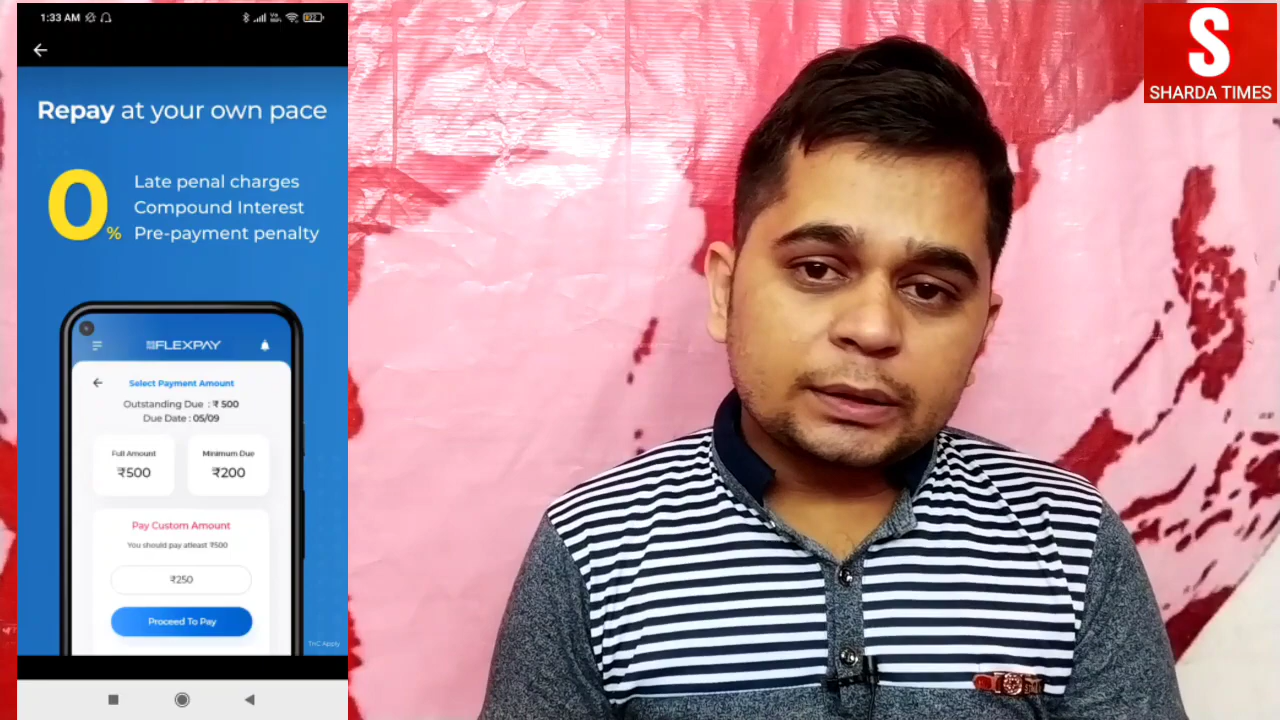 1:33 AM
Repay at your own pace
0%
Late penal charges
Compound Interest
Pre-payment penalty
FLEXPAY
Select Payment Amount
Outstanding Due : ₹ 500
Due Date : 05/09
Full Amount
₹500
Minimum Due
₹200
Pay Custom Amount
You should pay atleast ₹500
₹250
Proceed To Pay
T&C Apply
S
SHARDA TIMES